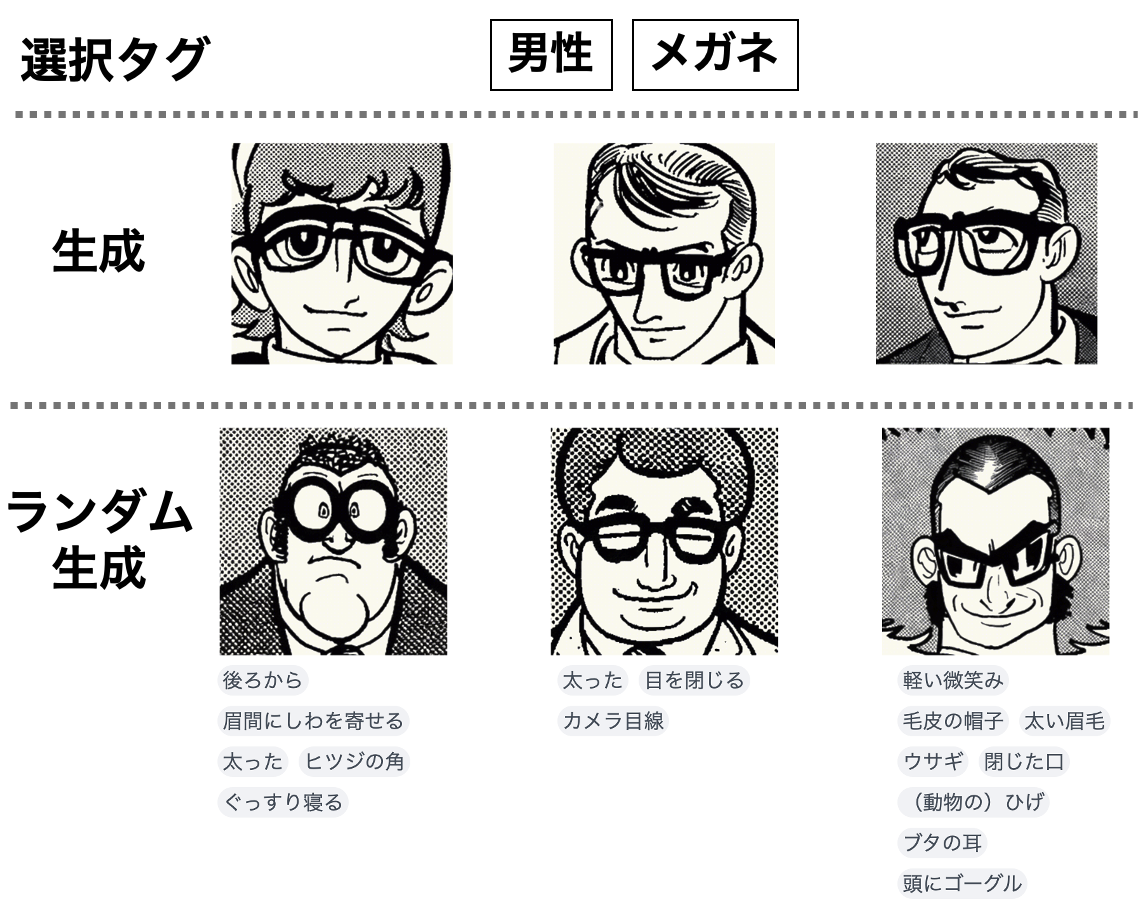 選択タグ 男性 メガネ
生成
ランダム
生成
後ろから
眉間にしわを寄せる
太った ヒツジの角
ぐっすり寝る
太った 目を閉じる
カメラ目線
軽い微笑み
毛皮の帽子 太い眉毛
ウサギ 閉じた口
（動物の）ひげ
ブタの耳
頭にゴーグル